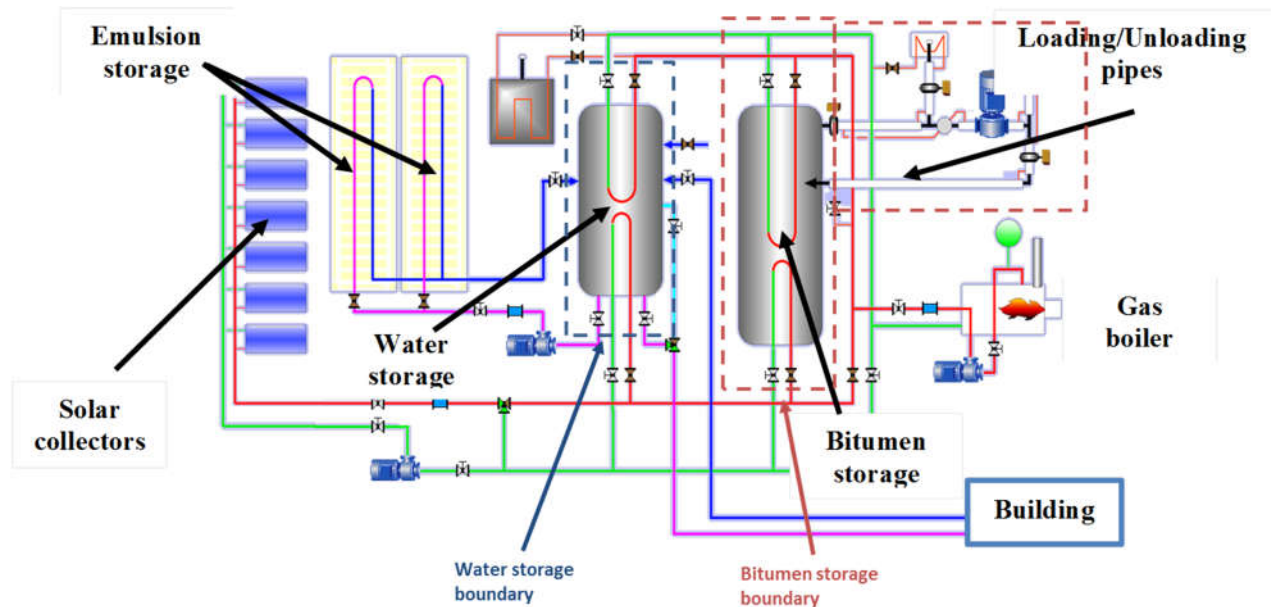 Emulsion
storage
Loading/Unloading
pipes
Water
storage
Gas
boiler
Solar
collectors
Bitumen
storage
Building
Water storage
boundary
Bitumen storage
boundary